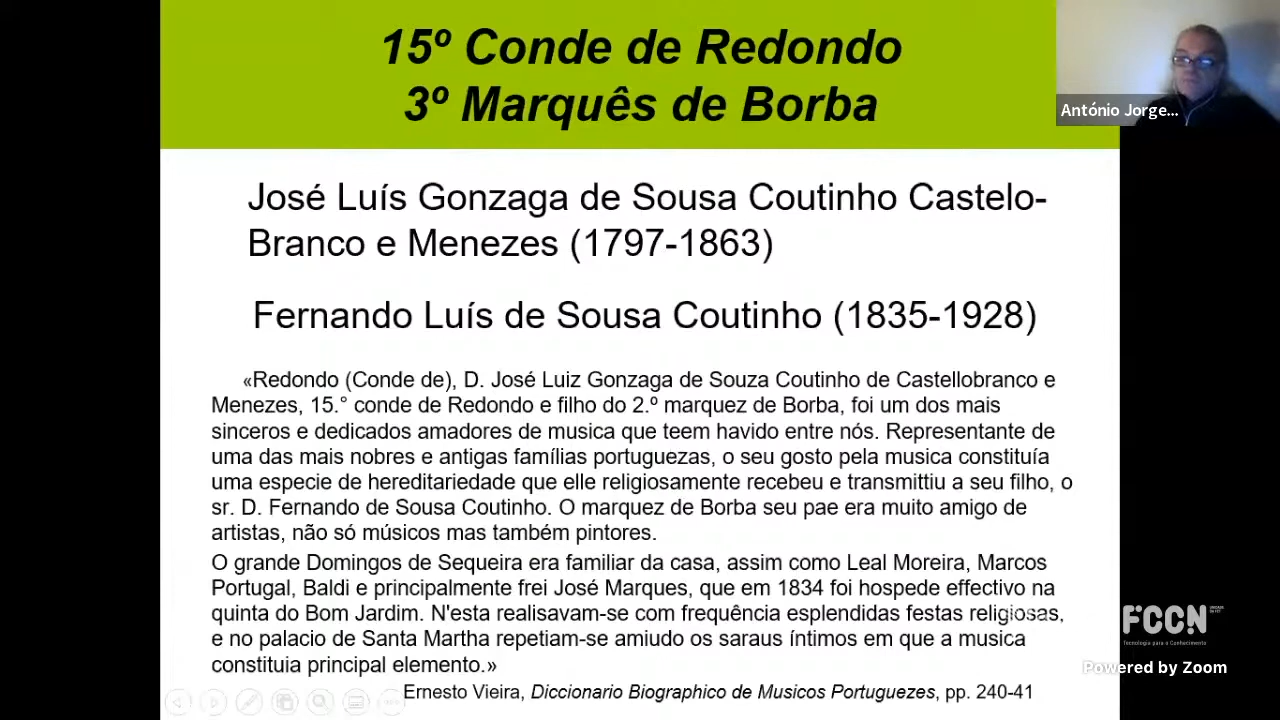 15º Conde de Redondo
3º Marquês de Borba
António Jorge...
José Luís Gonzaga de Sousa Coutinho Castelo-
Branco e Menezes (1797-1863)
Fernando Luís de Sousa Coutinho (1835-1928)
«Redondo (Conde de), D. José Luiz Gonzaga de Souza Coutinho de Castellobranco e
Menezes, 15.° conde de Redondo e filho do 2.º marquez de Borba, foi um dos mais
sinceros e dedicados amadores de musica que teem havido entre nós. Representante de
uma das mais nobres e antigas famílias portuguezas, o seu gosto pela musica constituía
uma especie de hereditariedade que elle religiosamente recebeu e transmittiu a seu filho, o
sr. D. Fernando de Sousa Coutinho. O marquez de Borba seu pae era muito amigo de
artistas, não só músicos mas também pintores.
O grande Domingos de Sequeira era familiar da casa, assim como Leal Moreira, Marcos
Portugal, Baldi e principalmente frei José Marques, que em 1834 foi hospede effectivo na
quinta do Bom Jardim. N'esta realisavam-se com frequência esplendidas festas religiosas,
e no palacio de Santa Martha repetiam-se amiudo os saraus íntimos em que a musica
constituia principal elemento.»
Ernesto Vieira, Diccionario Biographico de Musicos Portuguezes, pp. 240-41
FCCN
Tecnologia para o Conhecimento
Powered by Zoom